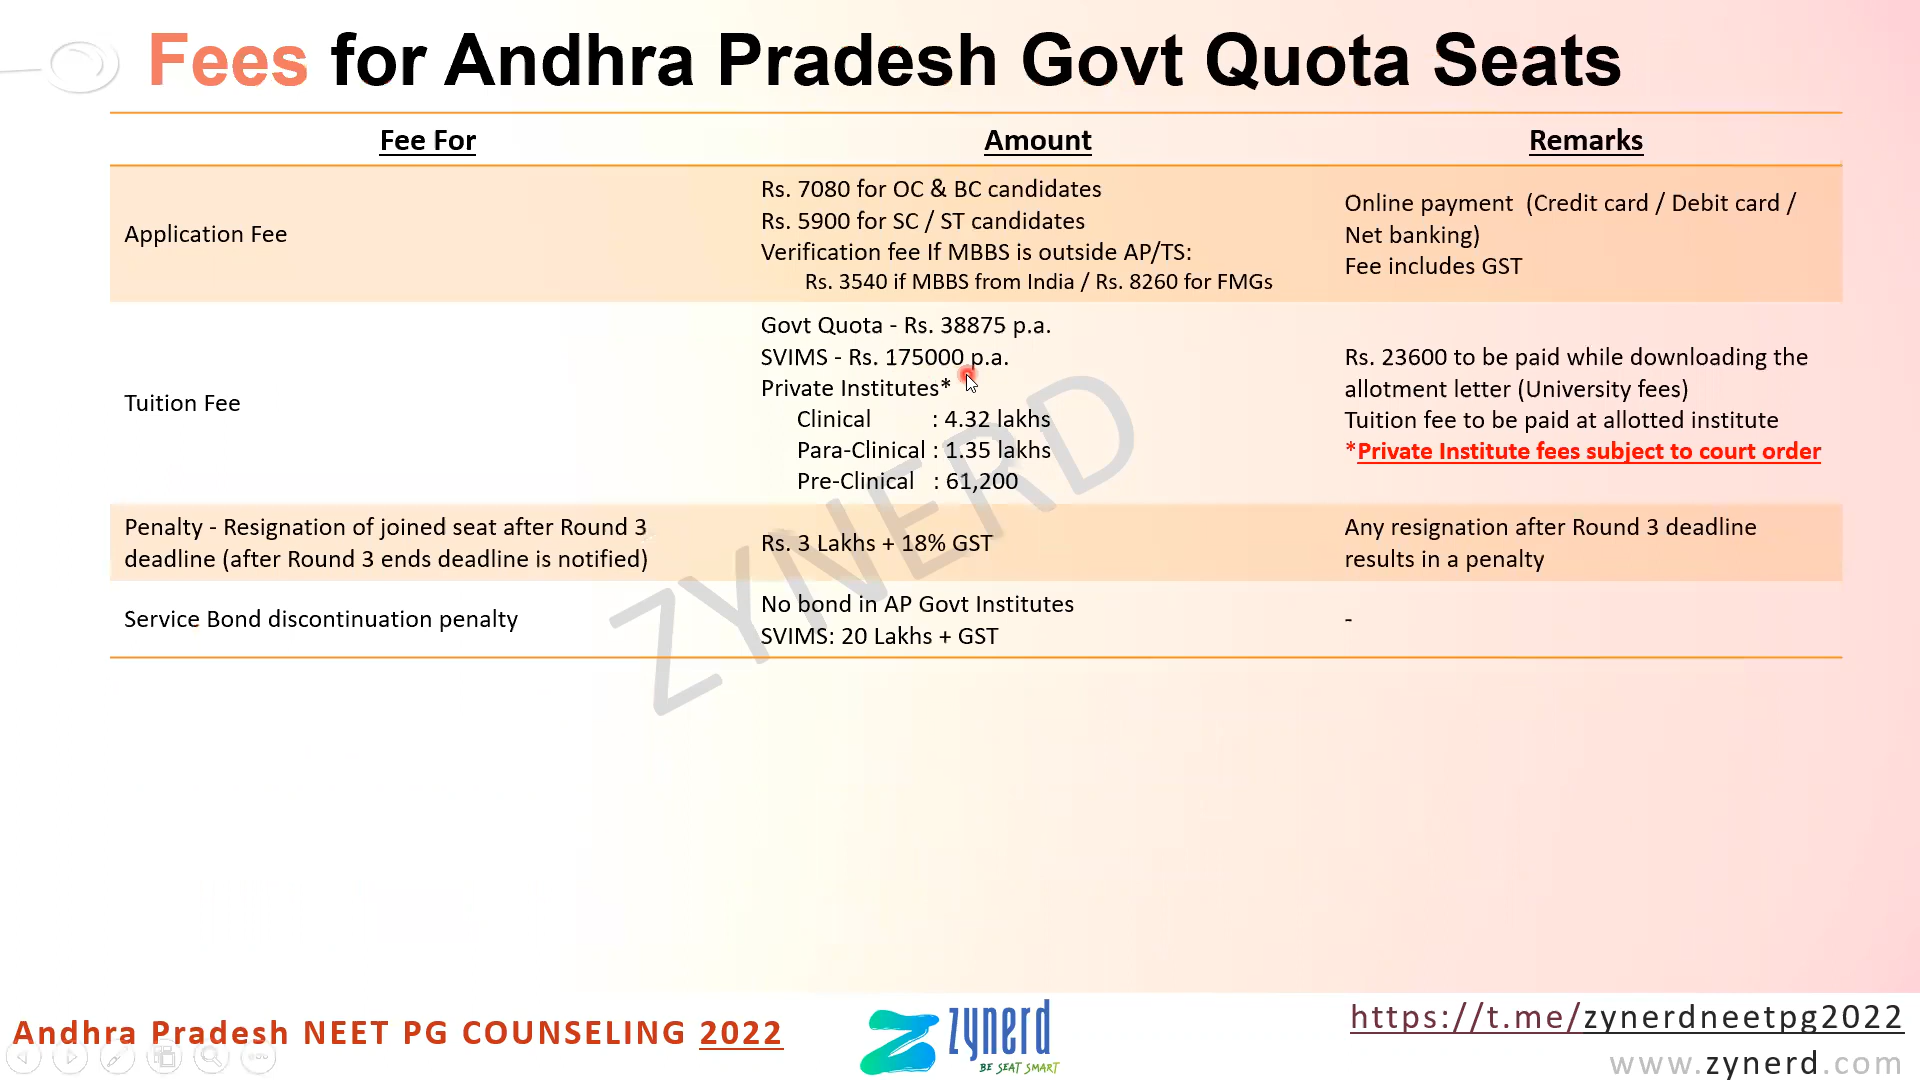 Fees for Andhra Pradesh Govt Quota Seats
Fee For
Amount
Remarks
Application Fee
Rs. 7080 for OC & BC candidates
Rs. 5900 for SC / ST candidates
Verification fee If MBBS is outside AP/TS:
Rs. 3540 if MBBS from India / Rs. 8260 for FMGs
Online payment (Credit card / Debit card /
Net banking)
Fee includes GST
Tuition Fee
Govt Quota - Rs. 38875 p.a.
SVIMS - Rs. 175000 p.a.
Private Institutes*
Clinical : 4.32 lakhs
Para-Clinical : 1.35 lakhs
Pre-Clinical : 61,200
Rs. 23600 to be paid while downloading the
allotment letter (University fees)
Tuition fee to be paid at allotted institute
*Private Institute fees subject to court order
Penalty - Resignation of joined seat after Round 3
deadline (after Round 3 ends deadline is notified)
Rs. 3 Lakhs + 18% GST
Any resignation after Round 3 deadline
results in a penalty
Service Bond discontinuation penalty
No bond in AP Govt Institutes
SVIMS: 20 Lakhs + GST
-
ZYNERD
Andhra Pradesh NEET PG COUNSELING 2022
zynerd
BE SEAT SMART
https://t.me/zynerdneetpg2022
www.zynerd.com